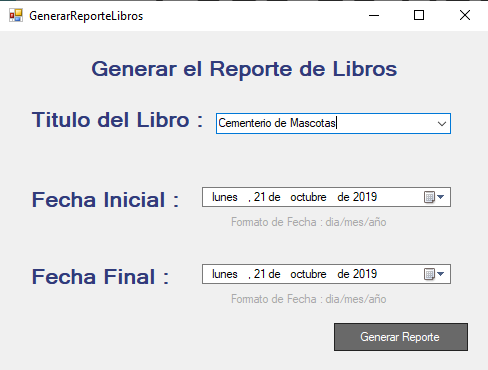 GenerarReporteLibros
Generar el Reporte de Libros
Titulo del Libro :
Cementerio de Mascotas
Fecha Inicial :
lunes , 21 de octubre de 2019
Formato de Fecha : dia/mes/año
Fecha Final :
lunes , 21 de octubre de 2019
Formato de Fecha : dia/mes/año
Generar Reporte